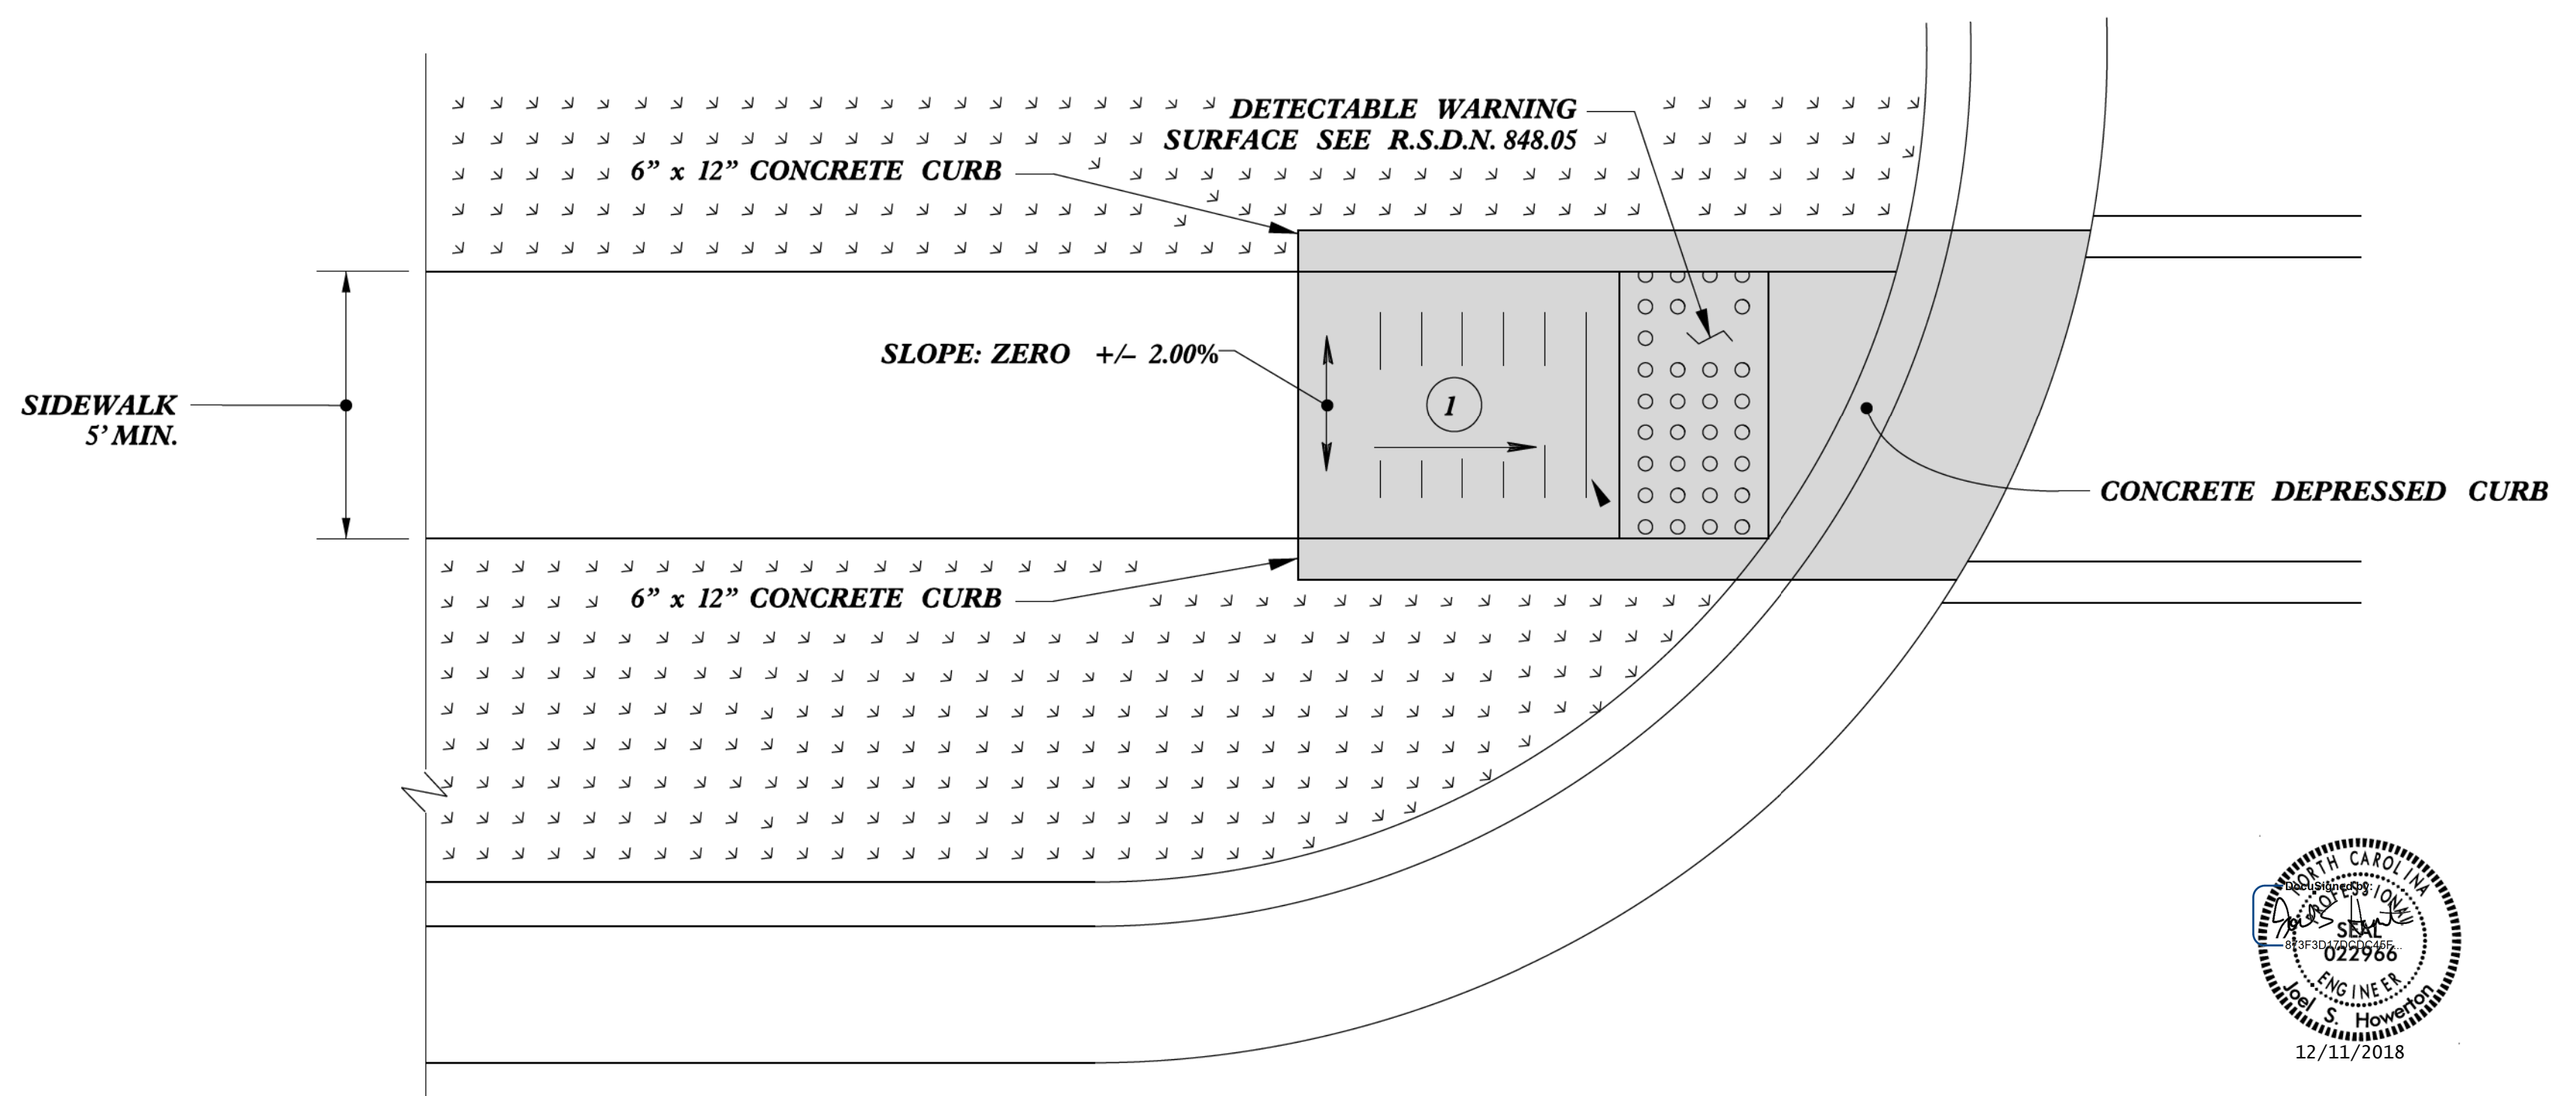 DETECTABLE WARNING
SURFACE SEE R.S.D.N. 848.05
6” x 12” CONCRETE CURB
SLOPE: ZERO +/– 2.00%
SIDEWALK
5’ MIN.
1
CONCRETE DEPRESSED CURB
6” x 12” CONCRETE CURB
NORTH CAROLINA
DocuSigned by:
PROFESSIONAL
SEAL
873F3D17DCDC45F...
022966
ENGINEER
Joel S. Howerton
12/11/2018